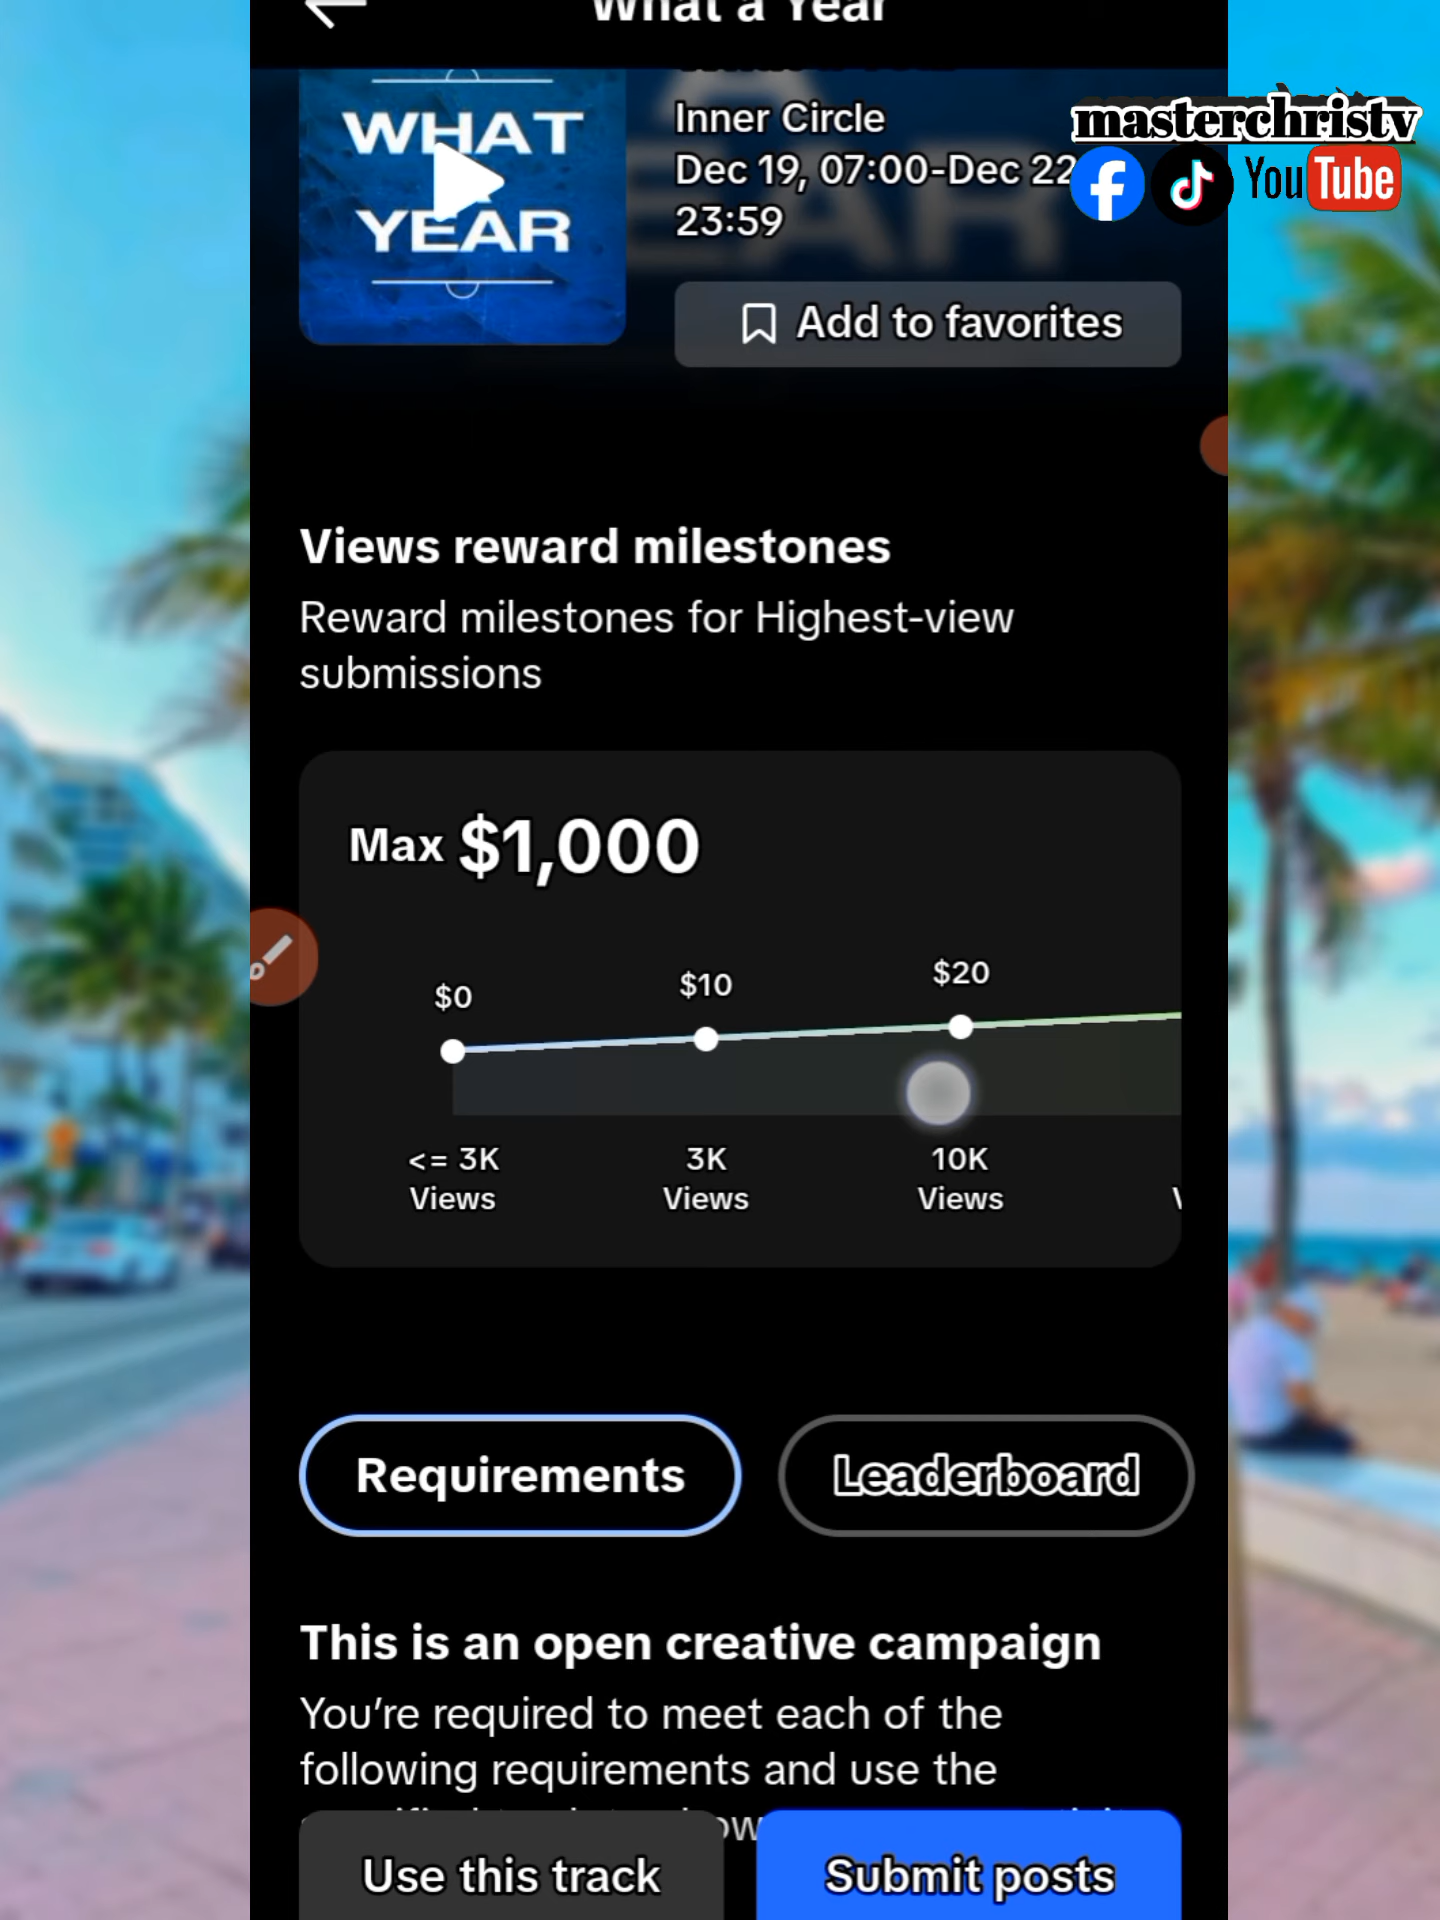 What a Year
masterchristv
WHAT
YEAR
Inner Circle
Dec 19, 07:00-Dec 22
23:59
YouTube
Add to favorites
Views reward milestones
Reward milestones for Highest-view
submissions
Max $1,000
$0
$10
$20
<= 3K
Views
3K
Views
10K
Views
Requirements
Leaderboard
This is an open creative campaign
You’re required to meet each of the
following requirements and use the
Use this track
Submit posts